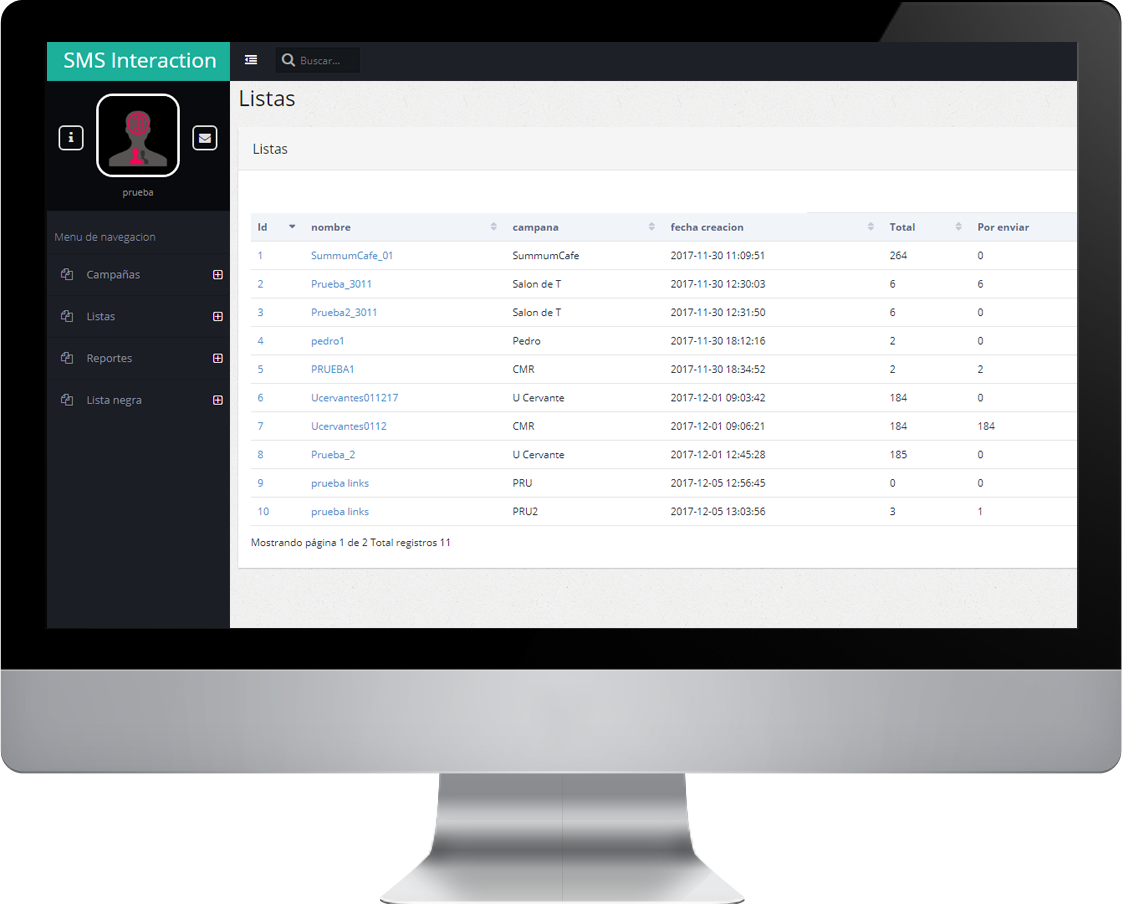 SMS Interaction
Buscar...
prueba
Menu de navegacion
Campañas
Listas
Reportes
Lista negra
Listas
Listas
Id nombre campana fecha creacion Total Por enviar
1 SummumCafe_01 SummumCafe 2017-11-30 11:09:51 264 0
2 Prueba_3011 Salon de T 2017-11-30 12:30:03 6 6
3 Prueba2_3011 Salon de T 2017-11-30 12:31:50 6 0
4 pedro1 Pedro 2017-11-30 18:12:16 2 0
5 PRUEBA1 CMR 2017-11-30 18:34:52 2 2
6 Ucervantes011217 U Cervante 2017-12-01 09:03:42 184 0
7 Ucervantes0112 CMR 2017-12-01 09:06:21 184 184
8 Prueba_2 U Cervante 2017-12-01 12:45:28 185 0
9 prueba links PRU 2017-12-05 12:56:45 0 0
10 prueba links PRU2 2017-12-05 13:03:56 3 1
Mostrando página 1 de 2 Total registros 11